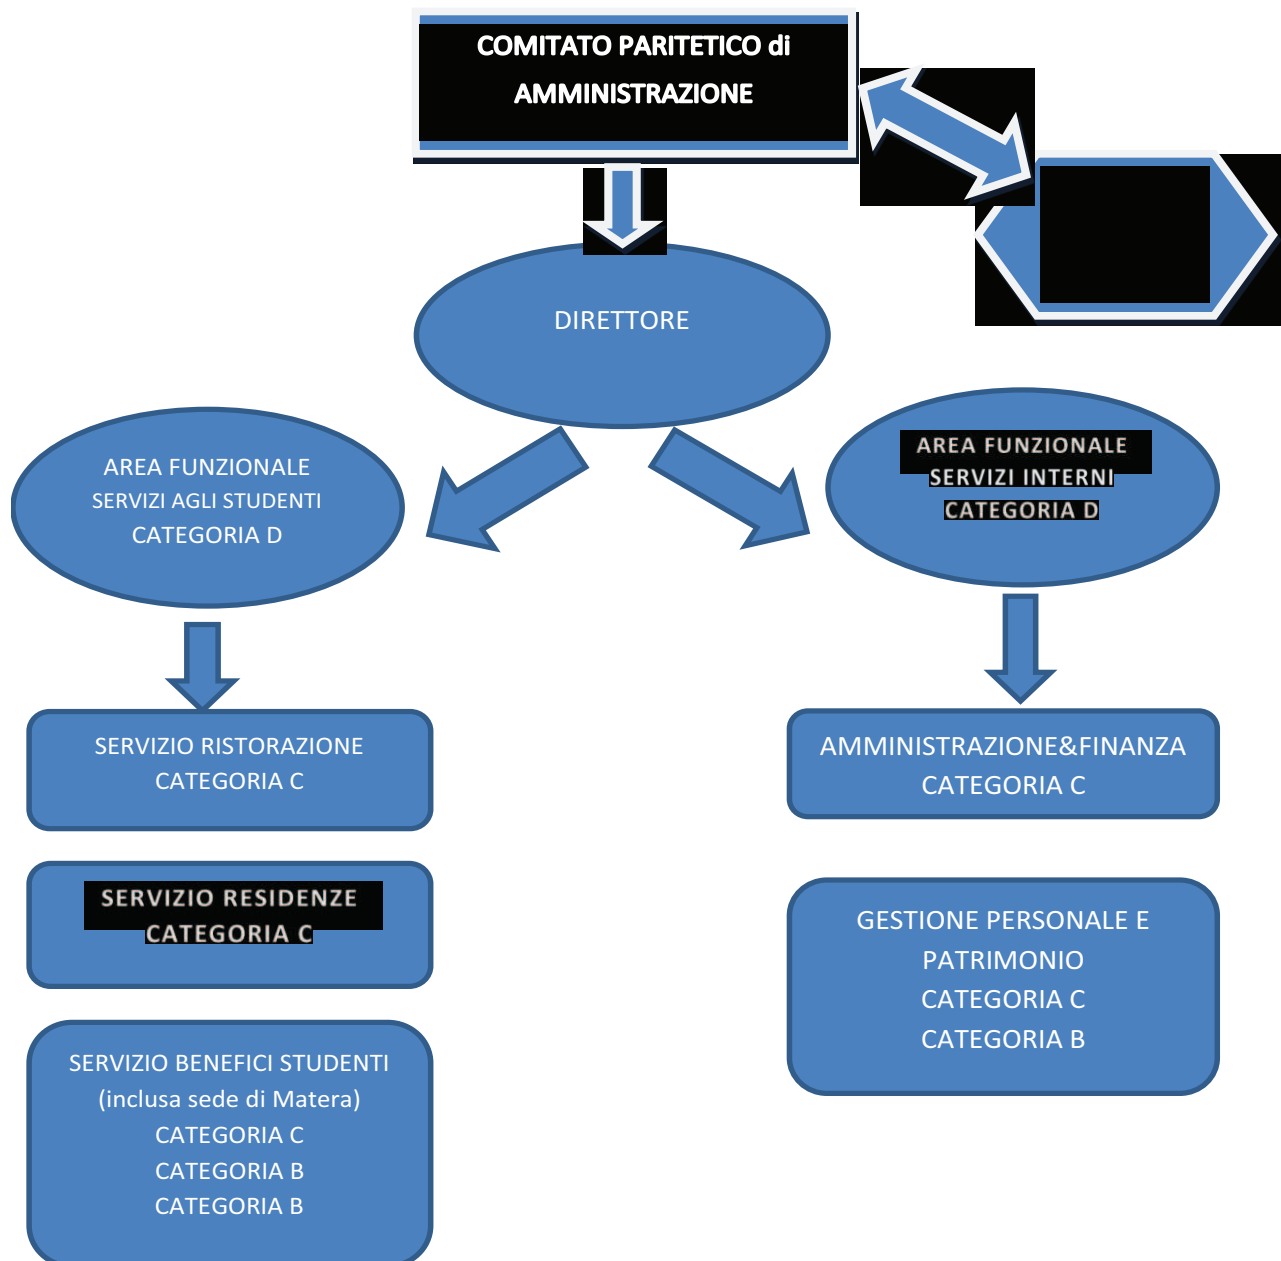 COMITATO PARITETICO di
AMMINISTRAZIONE
DIRETTORE
AREA FUNZIONALE
SERVIZI AGLI STUDENTI
CATEGORIA D
AREA FUNZIONALE
SERVIZI INTERNI
CATEGORIA D
SERVIZIO RISTORAZIONE
CATEGORIA C
SERVIZIO RESIDENZE
CATEGORIA C
SERVIZIO BENEFICI STUDENTI
(inclusa sede di Matera)
CATEGORIA C
CATEGORIA B
CATEGORIA B
AMMINISTRAZIONE&FINANZA
CATEGORIA C
GESTIONE PERSONALE E
PATRIMONIO
CATEGORIA C
CATEGORIA B